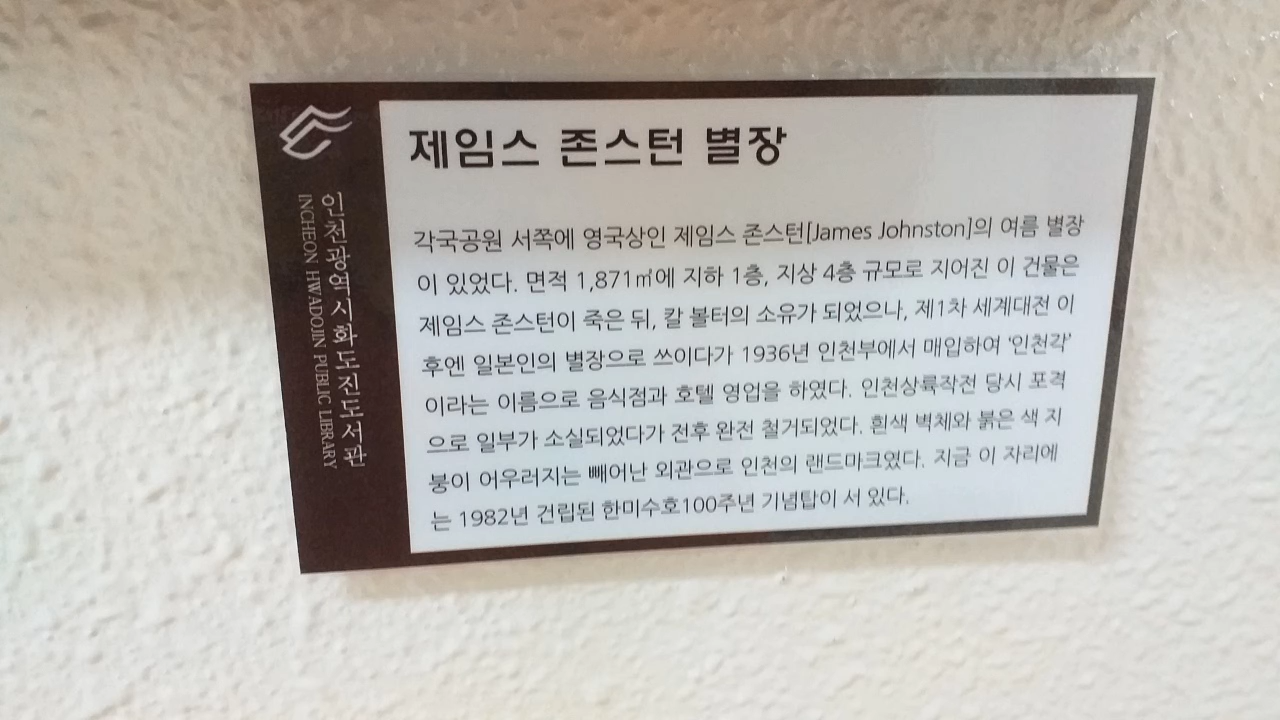 제임스 존스턴 별장
각국공원 서쪽에 영국상인 제임스 존스턴[James Johnston]의 여름 별장
이 있었다. 면적 1,871㎡에 지하 1층, 지상 4층 규모로 지어진 이 건물은
제임스 존스턴이 죽은 뒤, 칼 볼터의 소유가 되었으나, 제1차 세계대전 이
후엔 일본인의 별장으로 쓰이다가 1936년 인천부에서 매입하여 '인천각'
이라는 이름으로 음식점과 호텔 영업을 하였다. 인천상륙작전 당시 포격
으로 일부가 소실되었다가 전후 완전 철거되었다. 흰색 벽체와 붉은 색 지
붕이 어우러지는 빼어난 외관으로 인천의 랜드마크였다. 지금 이 자리에
는 1982년 건립된 한미수호100주년 기념탑이 서 있다.
인천광역시화도진도서관
INCHEON HWADOJIN PUBLIC LIBRARY